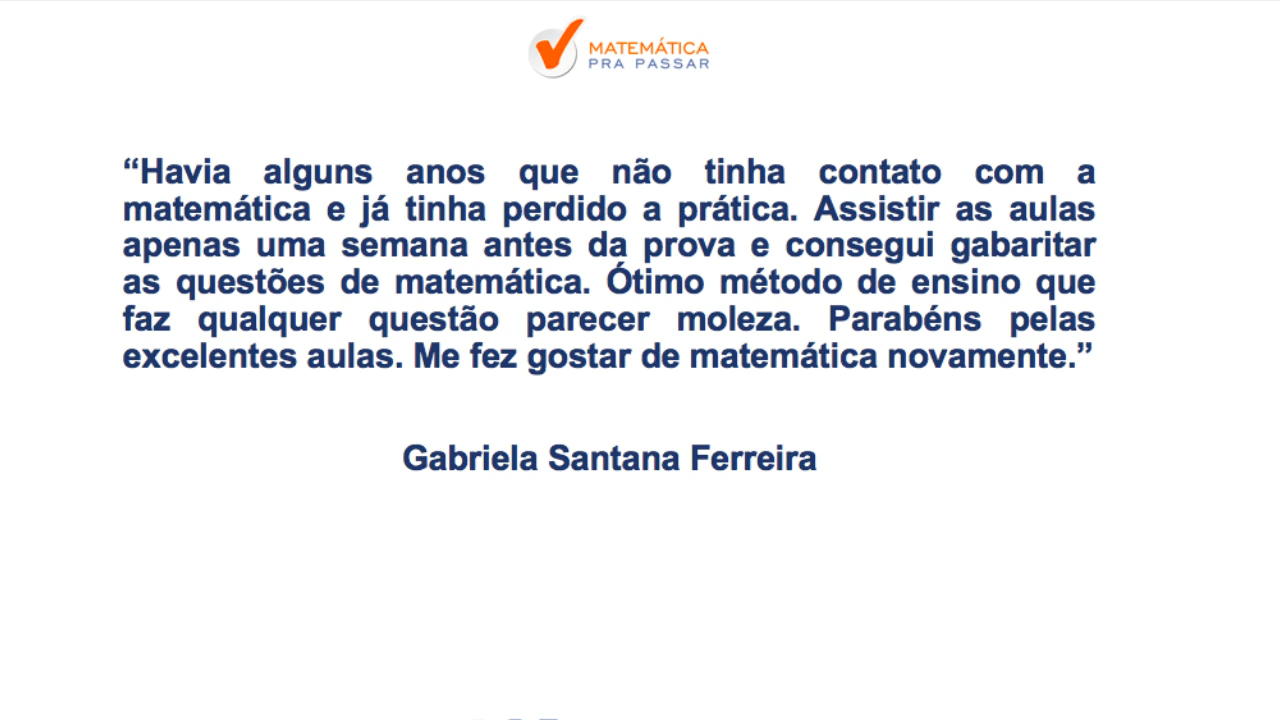 MATEMÁTICA
PRA PASSAR
“Havia alguns anos que não tinha contato com a
matemática e já tinha perdido a prática. Assistir as aulas
apenas uma semana antes da prova e consegui gabaritar
as questões de matemática. Ótimo método de ensino que
faz qualquer questão parecer moleza. Parabéns pelas
excelentes aulas. Me fez gostar de matemática novamente.”
Gabriela Santana Ferreira